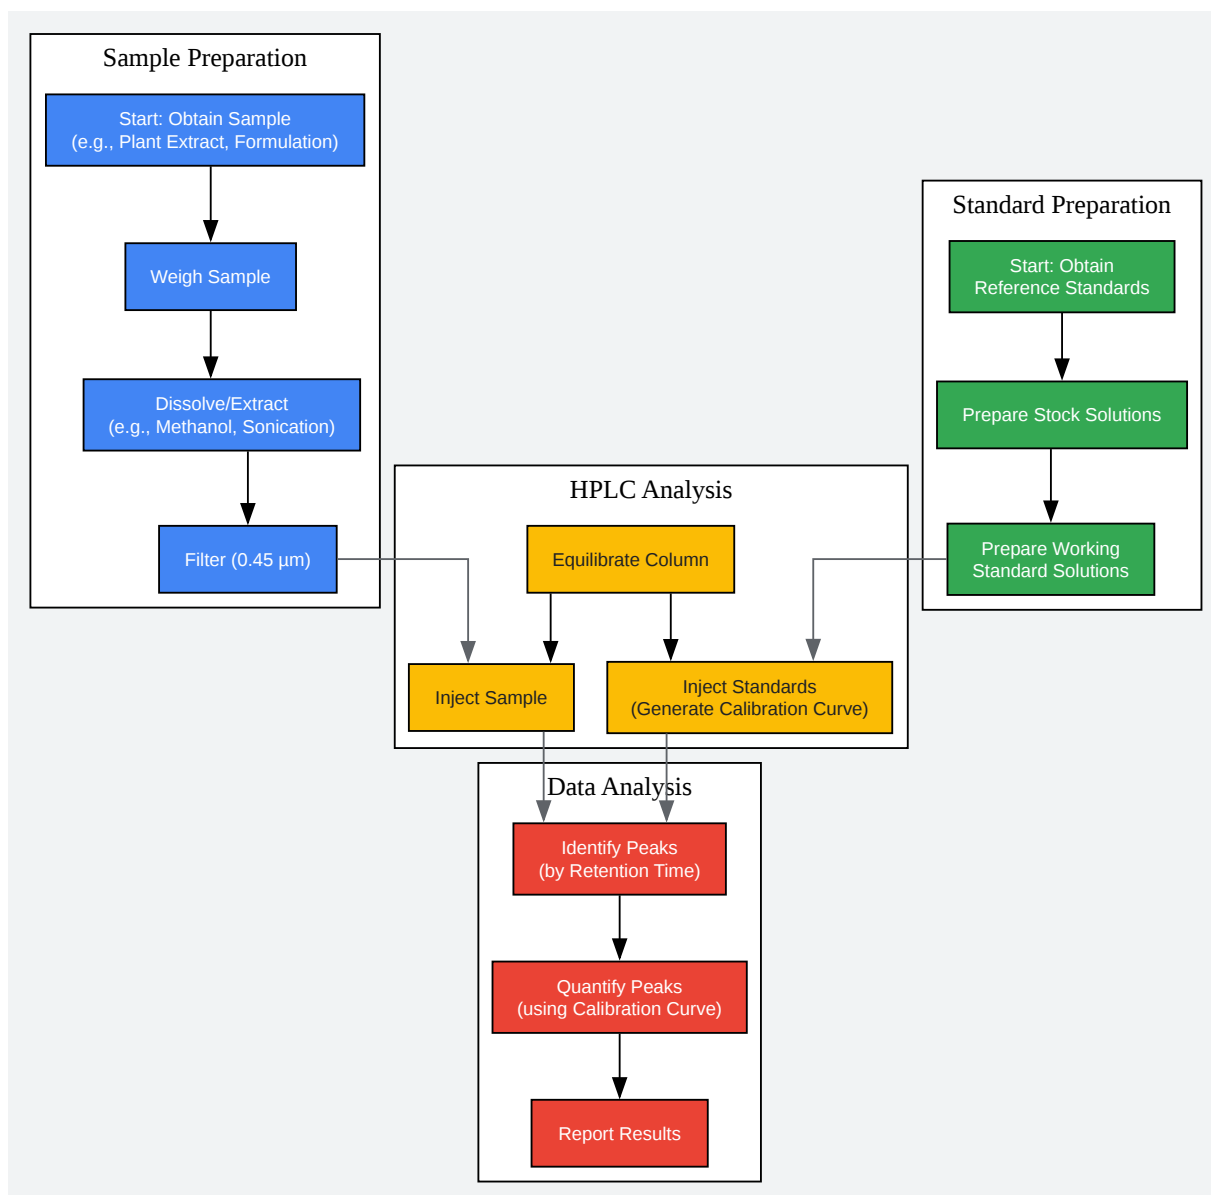 Sample Preparation
Start: Obtain Sample
(e.g., Plant Extract, Formulation)
Weigh Sample
Dissolve/Extract
(e.g., Methanol, Sonication)
Filter (0.45 µm)
Standard Preparation
Start: Obtain
Reference Standards
Prepare Stock Solutions
Prepare Working
Standard Solutions
HPLC Analysis
Equilibrate Column
Inject Sample
Inject Standards
(Generate Calibration Curve)
Data Analysis
Identify Peaks
(by Retention Time)
Quantify Peaks
(using Calibration Curve)
Report Results